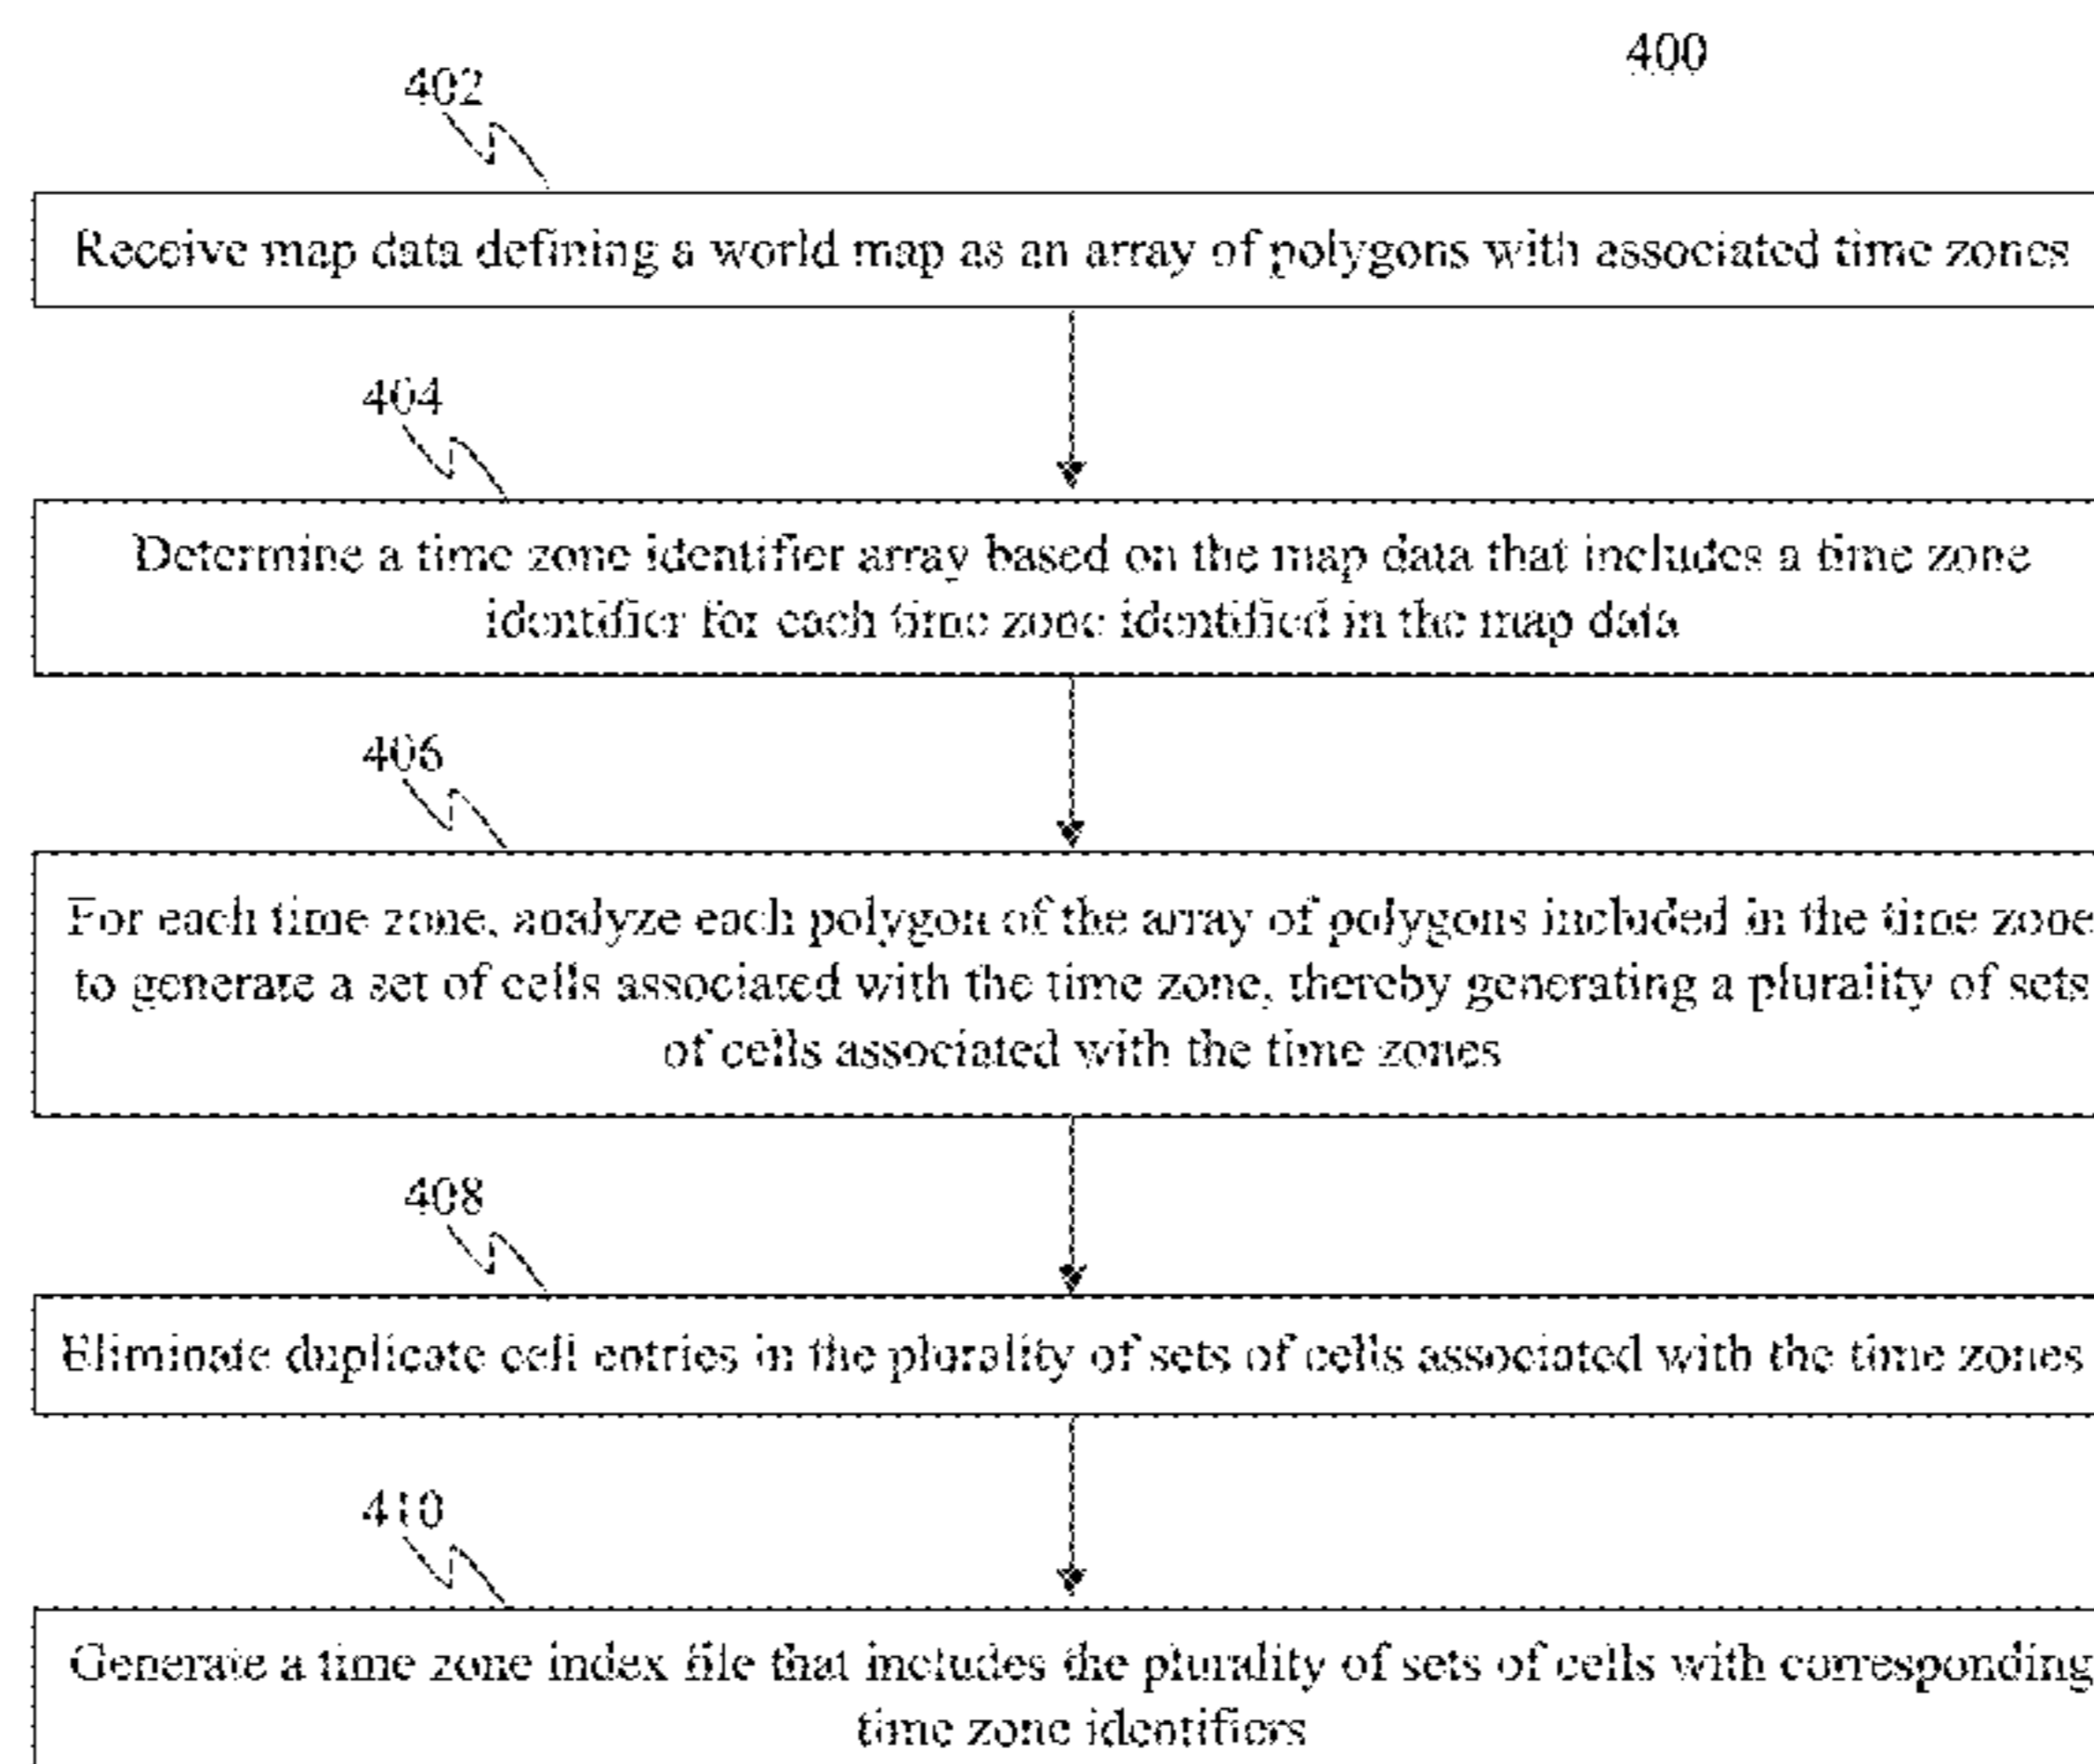 400
402
Receive map data defining a world map as an array of polygons with associated time zones
404
Determine a time zone identifier array based on the map data that includes a time zone
identifier for each time zone identified in the map data
406
For each time zone, analyze each polygon of the array of polygons included in the time zone
to generate a set of cells associated with the time zone, thereby generating a plurality of sets
of cells associated with the time zones
408
Eliminate duplicate cell entries in the plurality of sets of cells associated with the time zones
410
Generate a time zone index file that includes the plurality of sets of cells with corresponding
time zone identifiers